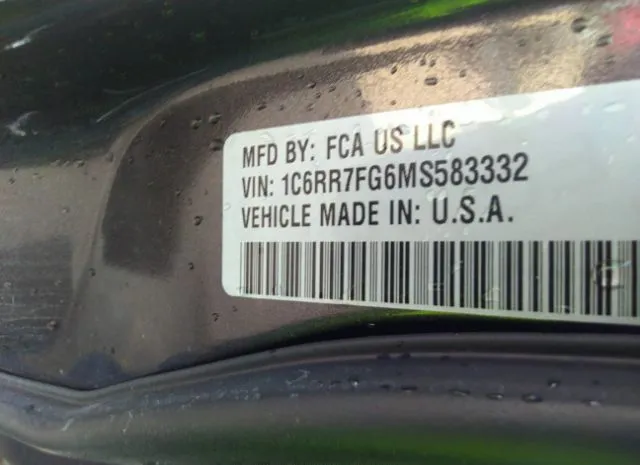 MFD BY: FCA US LLC
VIN: 1C6RR7FG6MS583332
VEHICLE MADE IN: U.S.A.